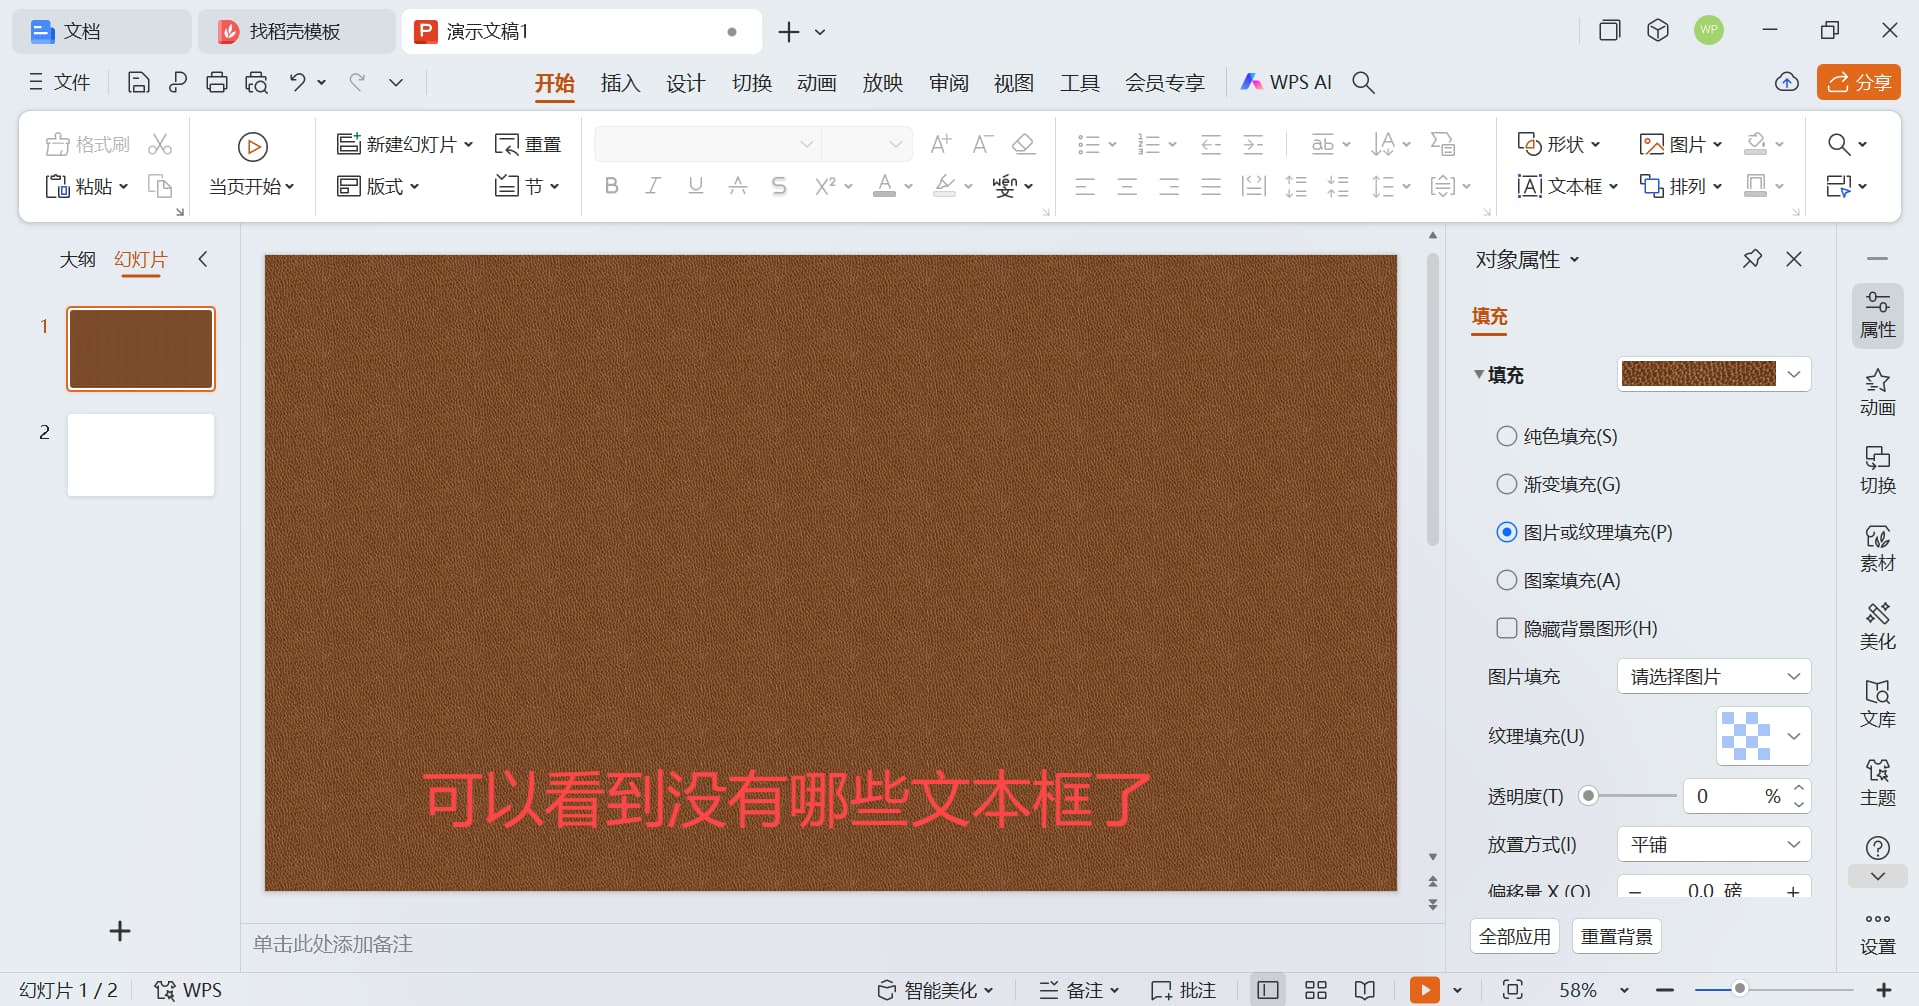 文档
找稻壳模板
演示文稿1
WP
文件
开始 插入 设计 切换 动画 放映 审阅 视图 工具 会员专享
WPS AI
分享
格式刷
粘贴
当页开始
新建幻灯片
重置
版式
节
形状
图片
文本框
排列
大纲
幻灯片
1
2
可以看到没有哪些文本框了
单击此处添加备注
对象属性
填充
填充
纯色填充(S)
渐变填充(G)
图片或纹理填充(P)
图案填充(A)
隐藏背景图形(H)
图片填充
请选择图片
纹理填充(U)
透明度(T)
0 %
放置方式(I)
平铺
偏移量 X (O)
0.0 磅
全部应用
重置背景
属性
动画
切换
素材
美化
文库
主题
设置
幻灯片 1 / 2
WPS
智能美化
备注
批注
58%